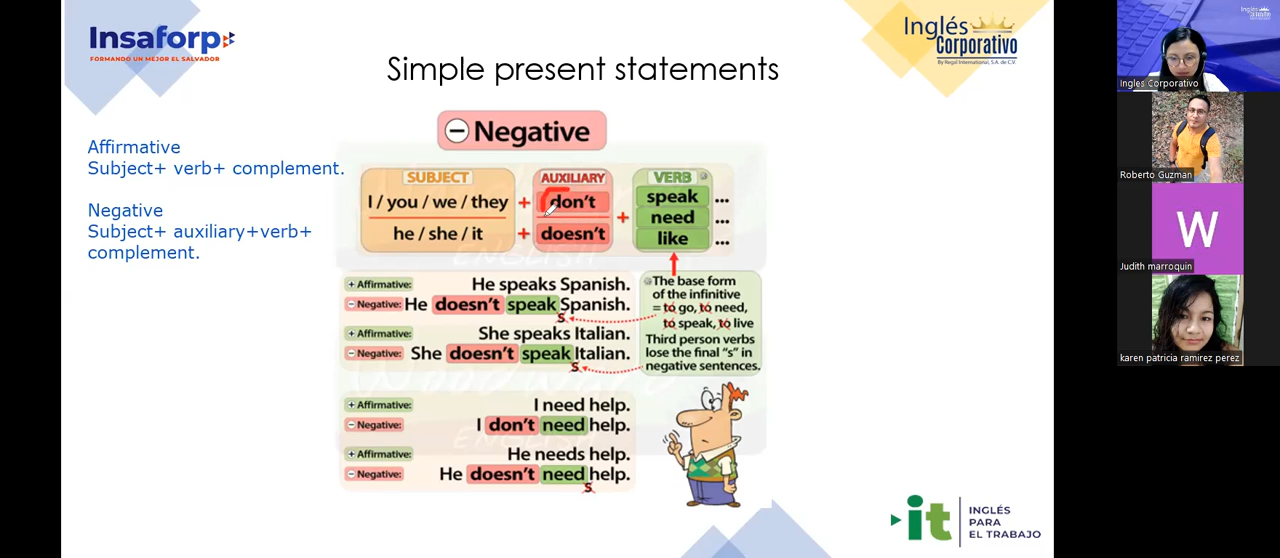 Insaforp
FORMANDO UN MEJOR EL SALVADOR
Inglés
Corporativo
By Regal International, S.A. de C.V.
Simple present statements
Affirmative
Subject+ verb+ complement.
Negative
Subject+ auxiliary+verb+
complement.
Negative
SUBJECT AUXILIARY VERB
I / you / we / they + don't + speak ...
need ...
he / she / it + doesn't like ...
+ Affirmative: He speaks Spanish.
- Negative: He doesn't speak Spanish.
s
+ Affirmative: She speaks Italian.
- Negative: She doesn't speak Italian.
s
The base form
of the infinitive
= to go, to need,
to speak, to live
Third person verbs
lose the final "s" in
negative sentences.
+ Affirmative: I need help.
- Negative: I don't need help.
+ Affirmative: He needs help.
- Negative: He doesn't need help.
s
ENGLISH
ENGLISH
it
INGLÉS
PARA
EL TRABAJO
Ingles Corporativo
Roberto Guzman
W
Judith marroquin
karen patricia ramirez perez